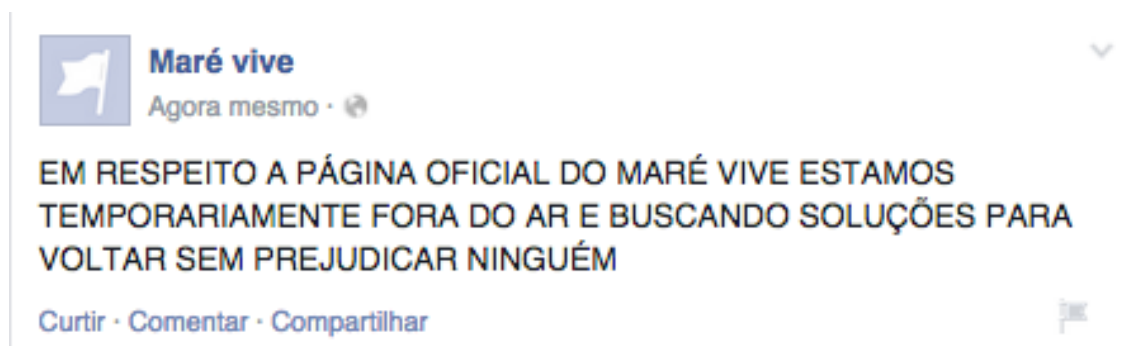 Maré vive
Agora mesmo ·
EM RESPEITO A PÁGINA OFICIAL DO MARÉ VIVE ESTAMOS
TEMPORARIAMENTE FORA DO AR E BUSCANDO SOLUÇÕES PARA
VOLTAR SEM PREJUDICAR NINGUÉM
Curtir · Comentar · Compartilhar